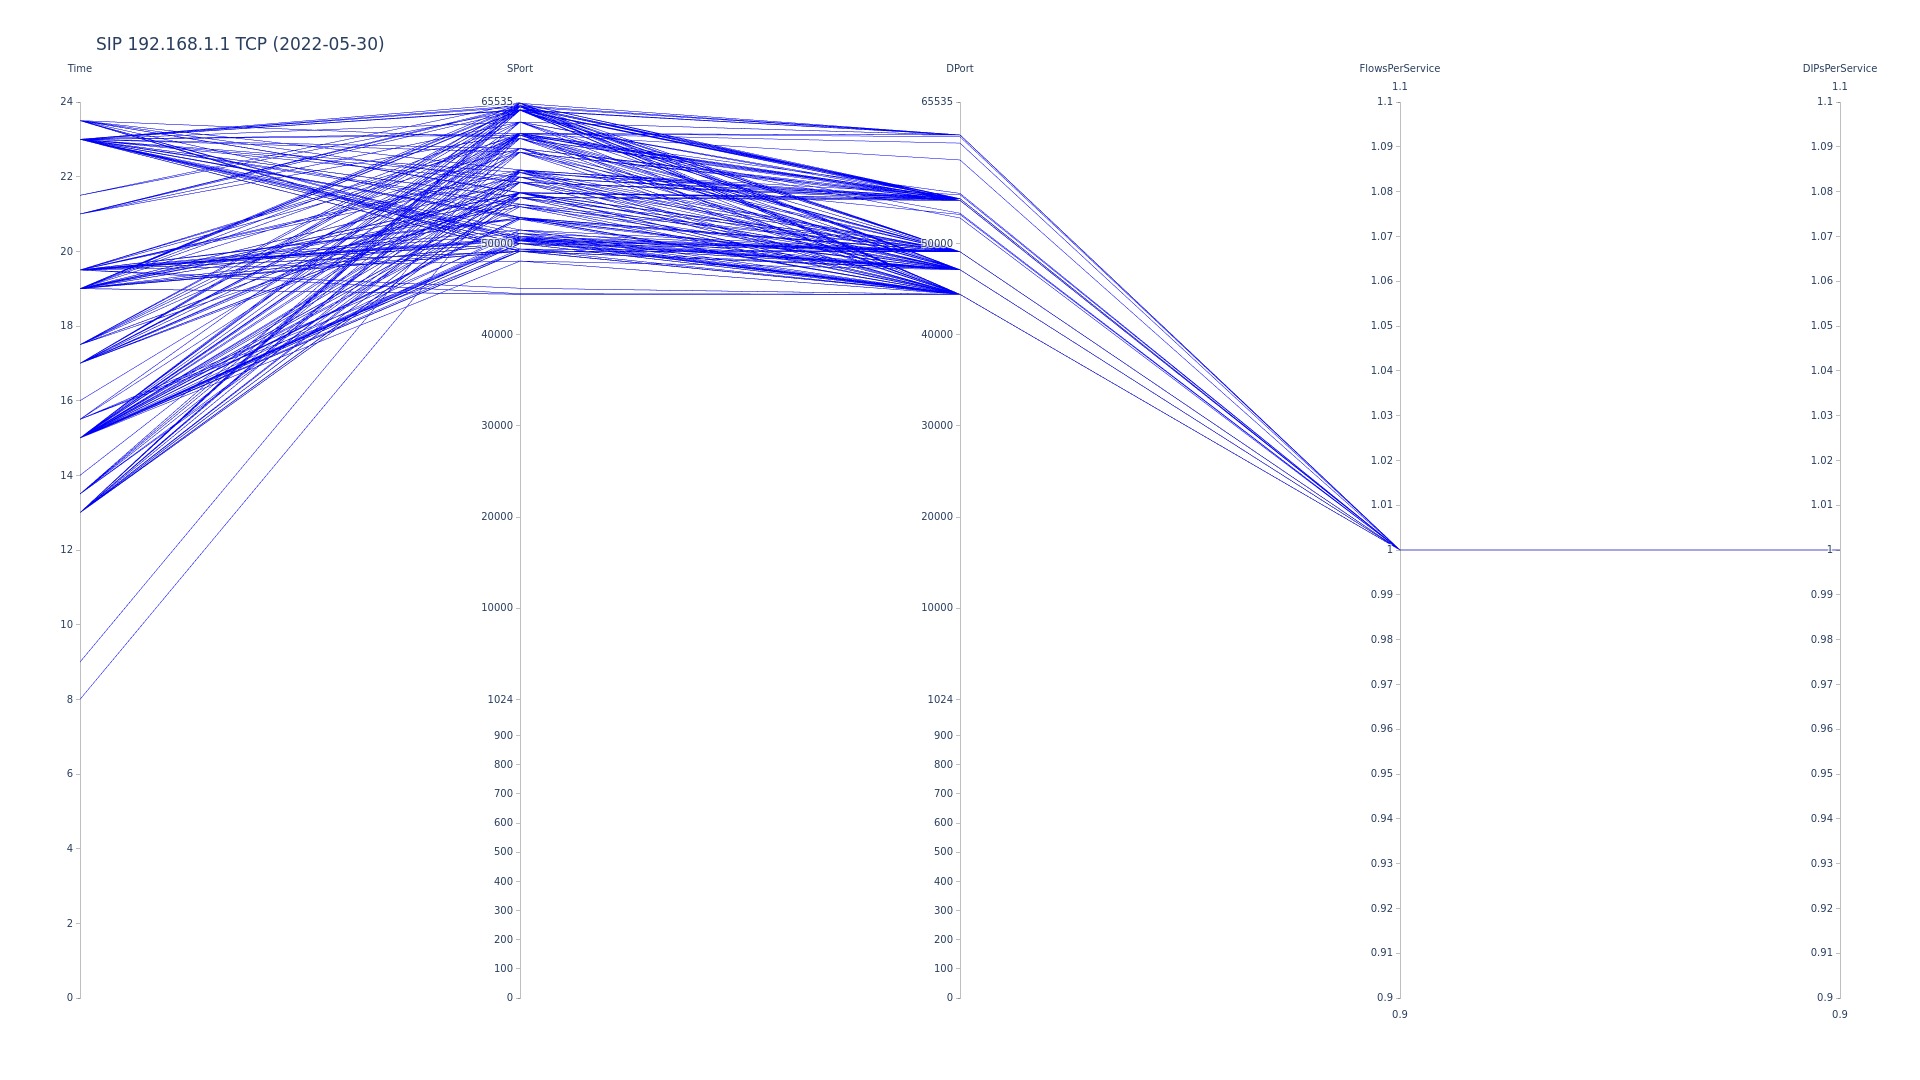 SIP 192.168.1.1 TCP (2022-05-30)
Time SPort DPort FlowsPerService DIPsPerService
1.1 1.1
24 65535 65535 1.1 1.1
1.09 1.09
22 1.08 1.08
20 50000 50000 1.07 1.07
1.06 1.06
18 40000 40000 1.05 1.05
1.04 1.04
16 30000 30000 1.03 1.03
14 1.02 1.02
20000 20000 1.01 1.01
12 1 1
10 10000 10000 0.99 0.99
0.98 0.98
8 1024 1024 0.97 0.97
900 900 0.96 0.96
6 800 800 0.95 0.95
700 700
4 600 600 0.94 0.94
500 500 0.93 0.93
400 400
2 300 300 0.92 0.92
200 200 0.91 0.91
100 100
0 0 0 0.9 0.9
0.9 0.9